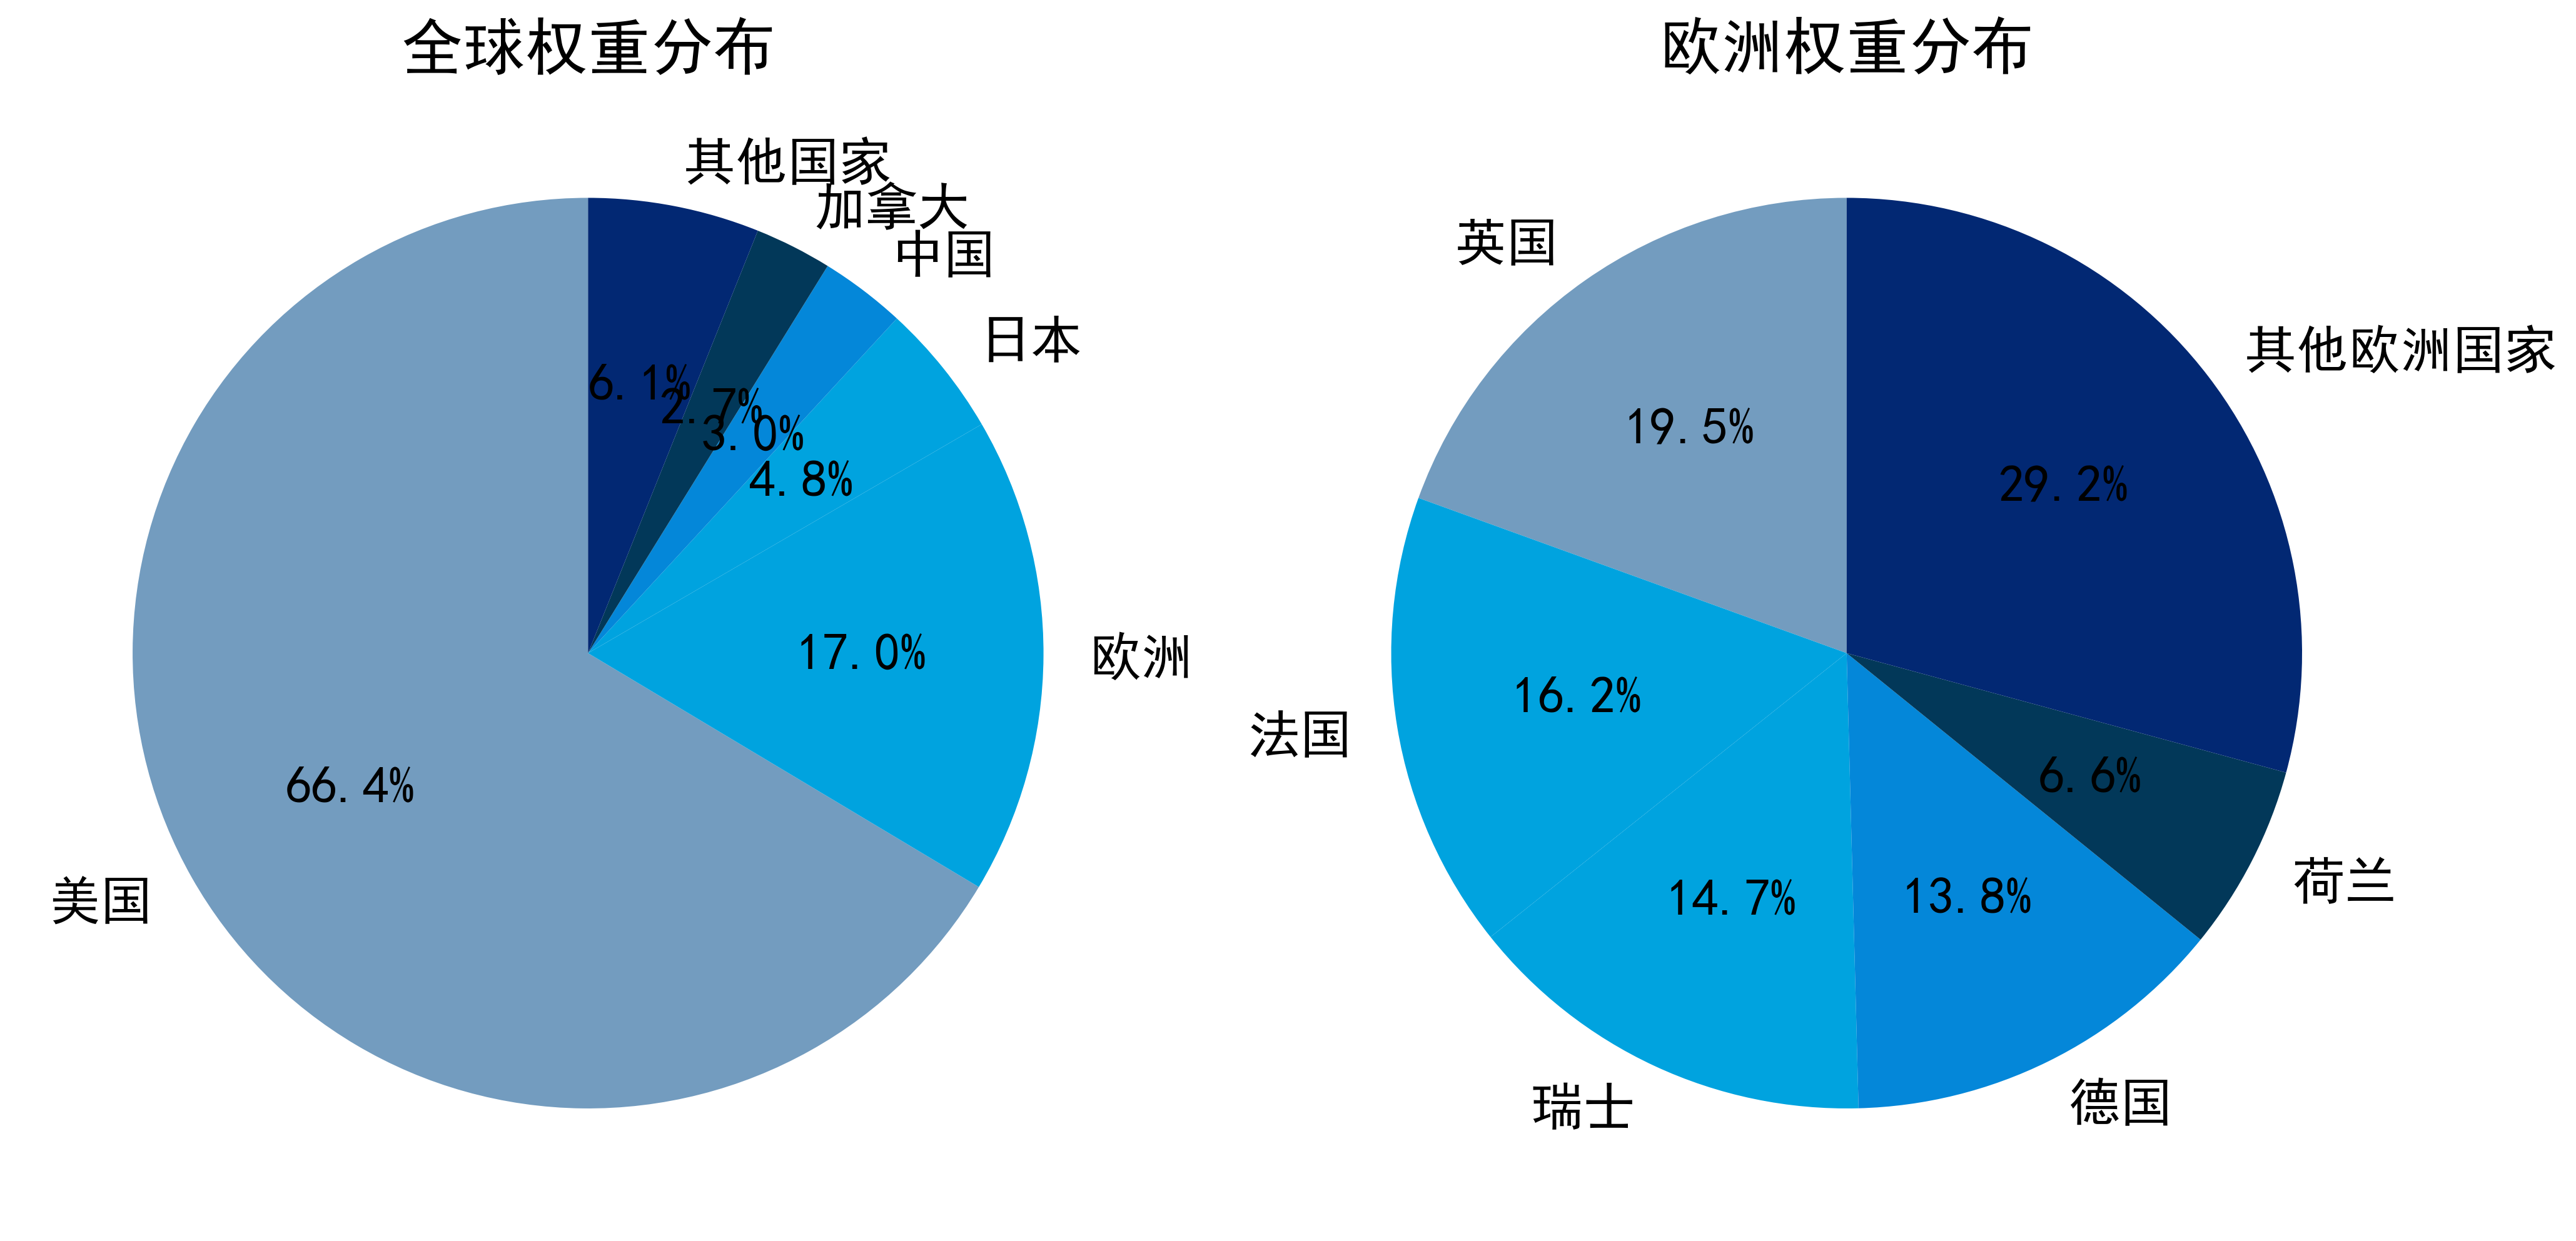 全球权重分布
其他国家
加拿大
中国
日本
欧洲
美国
6.1%
2.7%
3.0%
4.8%
17.0%
66.4%
欧洲权重分布
英国
其他欧洲国家
法国
荷兰
瑞士
德国
19.5%
29.2%
16.2%
6.6%
14.7%
13.8%